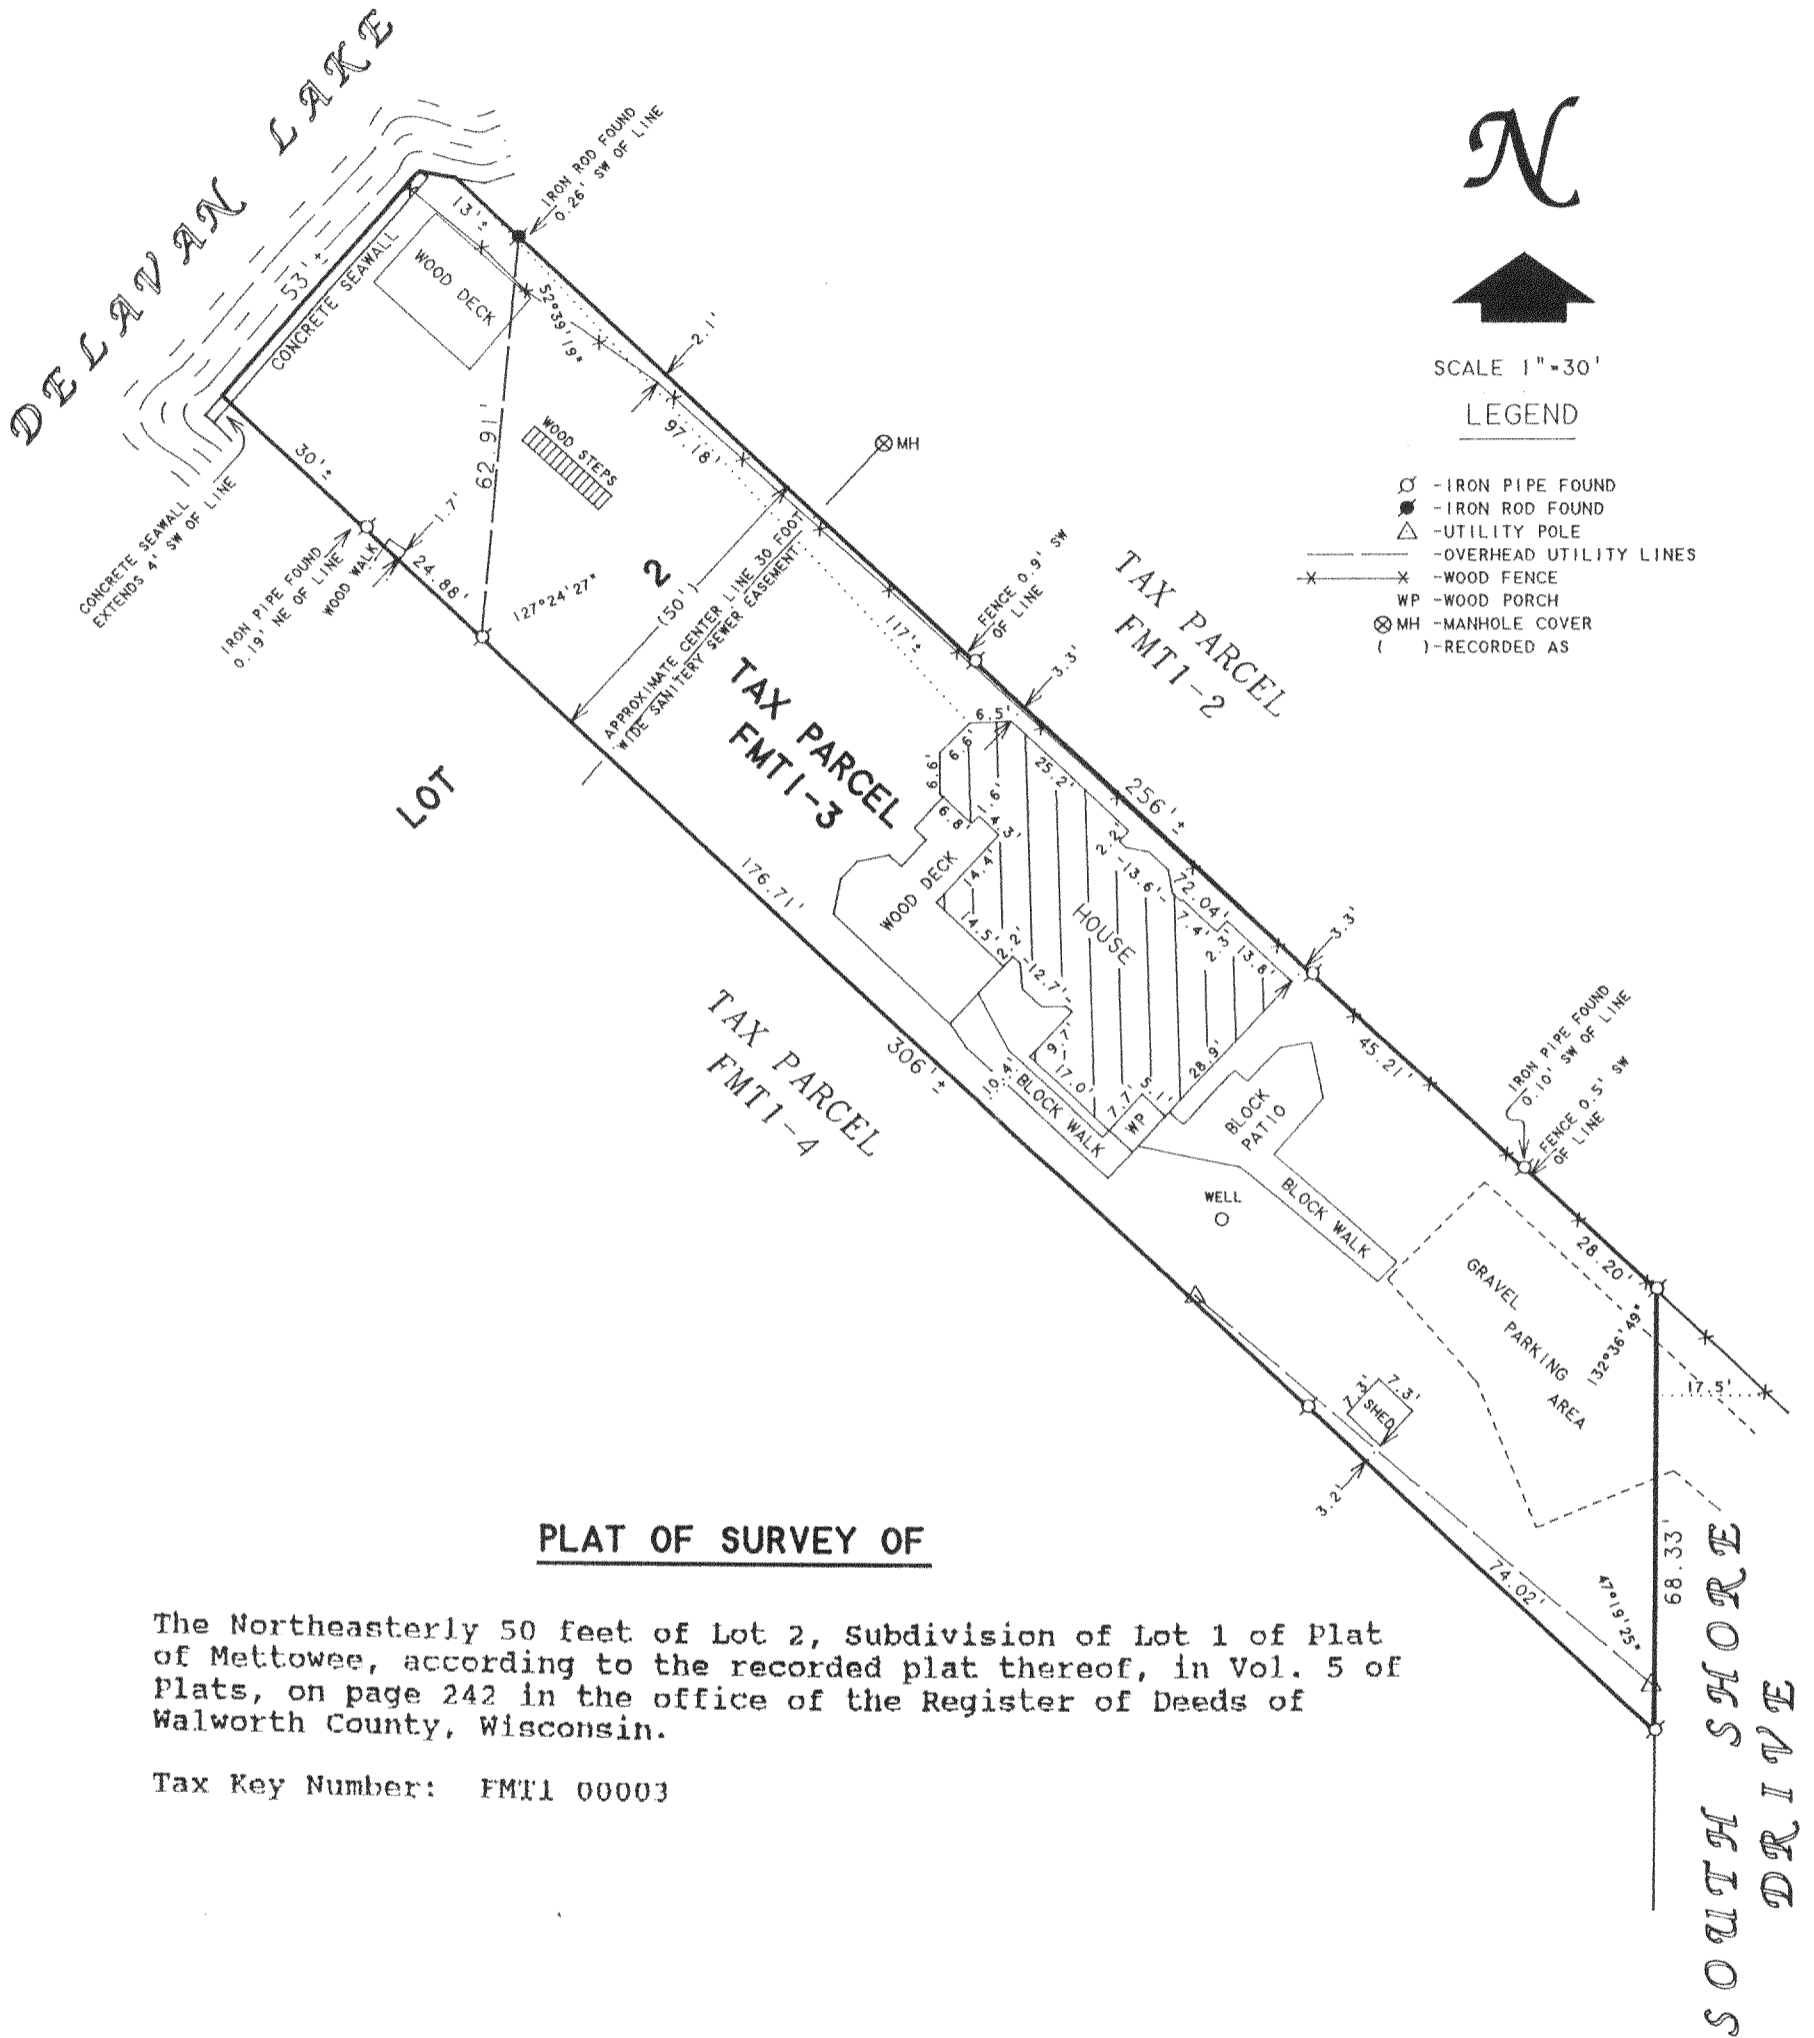 DELAVAN LAKE
IRON ROD FOUND
0.26' SW OF LINE
N
SCALE 1"=30'
LEGEND
-IRON PIPE FOUND
-IRON ROD FOUND
-UTILITY POLE
-OVERHEAD UTILITY LINES
-WOOD FENCE
WP -WOOD PORCH
MH -MANHOLE COVER
( )-RECORDED AS
13'±
53'±
CONCRETE SEAWALL
WOOD DECK
52°39'19"
2.1'
97.18'
MH
62.91'
WOOD STEPS
30'±
CONCRETE SEAWALL
EXTENDS 4' SW OF LINE
IRON PIPE FOUND
0.19' NE OF LINE
WOOD WALK
1.7'
24.88'
127°24'27"
2
(50')
APPROXIMATE CENTER LINE 30 FOOT
WIDE SANITERY SEWER EASEMENT
117'±
FENCE 0.9' SW
OF LINE
TAX PARCEL
FMT1-2
3.3'
TAX PARCEL
FMT1-3
LOT
6.5'
6.6'
6.6'
25.2'
256'±
1.6'
6.8'
4.3'
2.2'
13.6'
72.04'
176.71'
WOOD DECK
14.4'
14.5'
2.2'
12.7'
HOUSE
7.4'
2.3
13.8'
3.3'
TAX PARCEL
FMT1-4
306'±
9.7'
17.0'
10.4'
BLOCK WALK
7.7'
5.1'
WP
28.9'
BLOCK
PATIO
45.21'
IRON PIPE FOUND
0.10' SW OF LINE
FENCE 0.5' SW
OF LINE
WELL
BLOCK WALK
28.20'
GRAVEL
PARKING
AREA
132°36'49"
17.5'
7.3'
7.3'
SHED
3.2'
74.02'
47°19'25"
68.33'
SOUTH SHORE
DRIVE
PLAT OF SURVEY OF
The Northeasterly 50 feet of Lot 2, Subdivision of Lot 1 of Plat
of Mettowee, according to the recorded plat thereof, in Vol. 5 of
Plats, on page 242 in the office of the Register of Deeds of
Walworth County, Wisconsin.
Tax Key Number: FMT1 00003